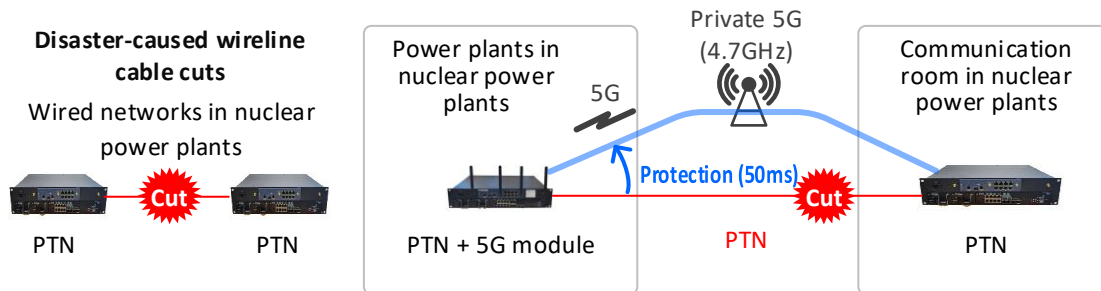 Disaster-caused wireline
cable cuts
Wired networks in nuclear
power plants
Cut
PTN
PTN
Power plants in
nuclear power
plants
5G
Private 5G
(4.7GHz)
Communication
room in nuclear
power plants
Protection (50ms)
Cut
PTN + 5G module
PTN
PTN